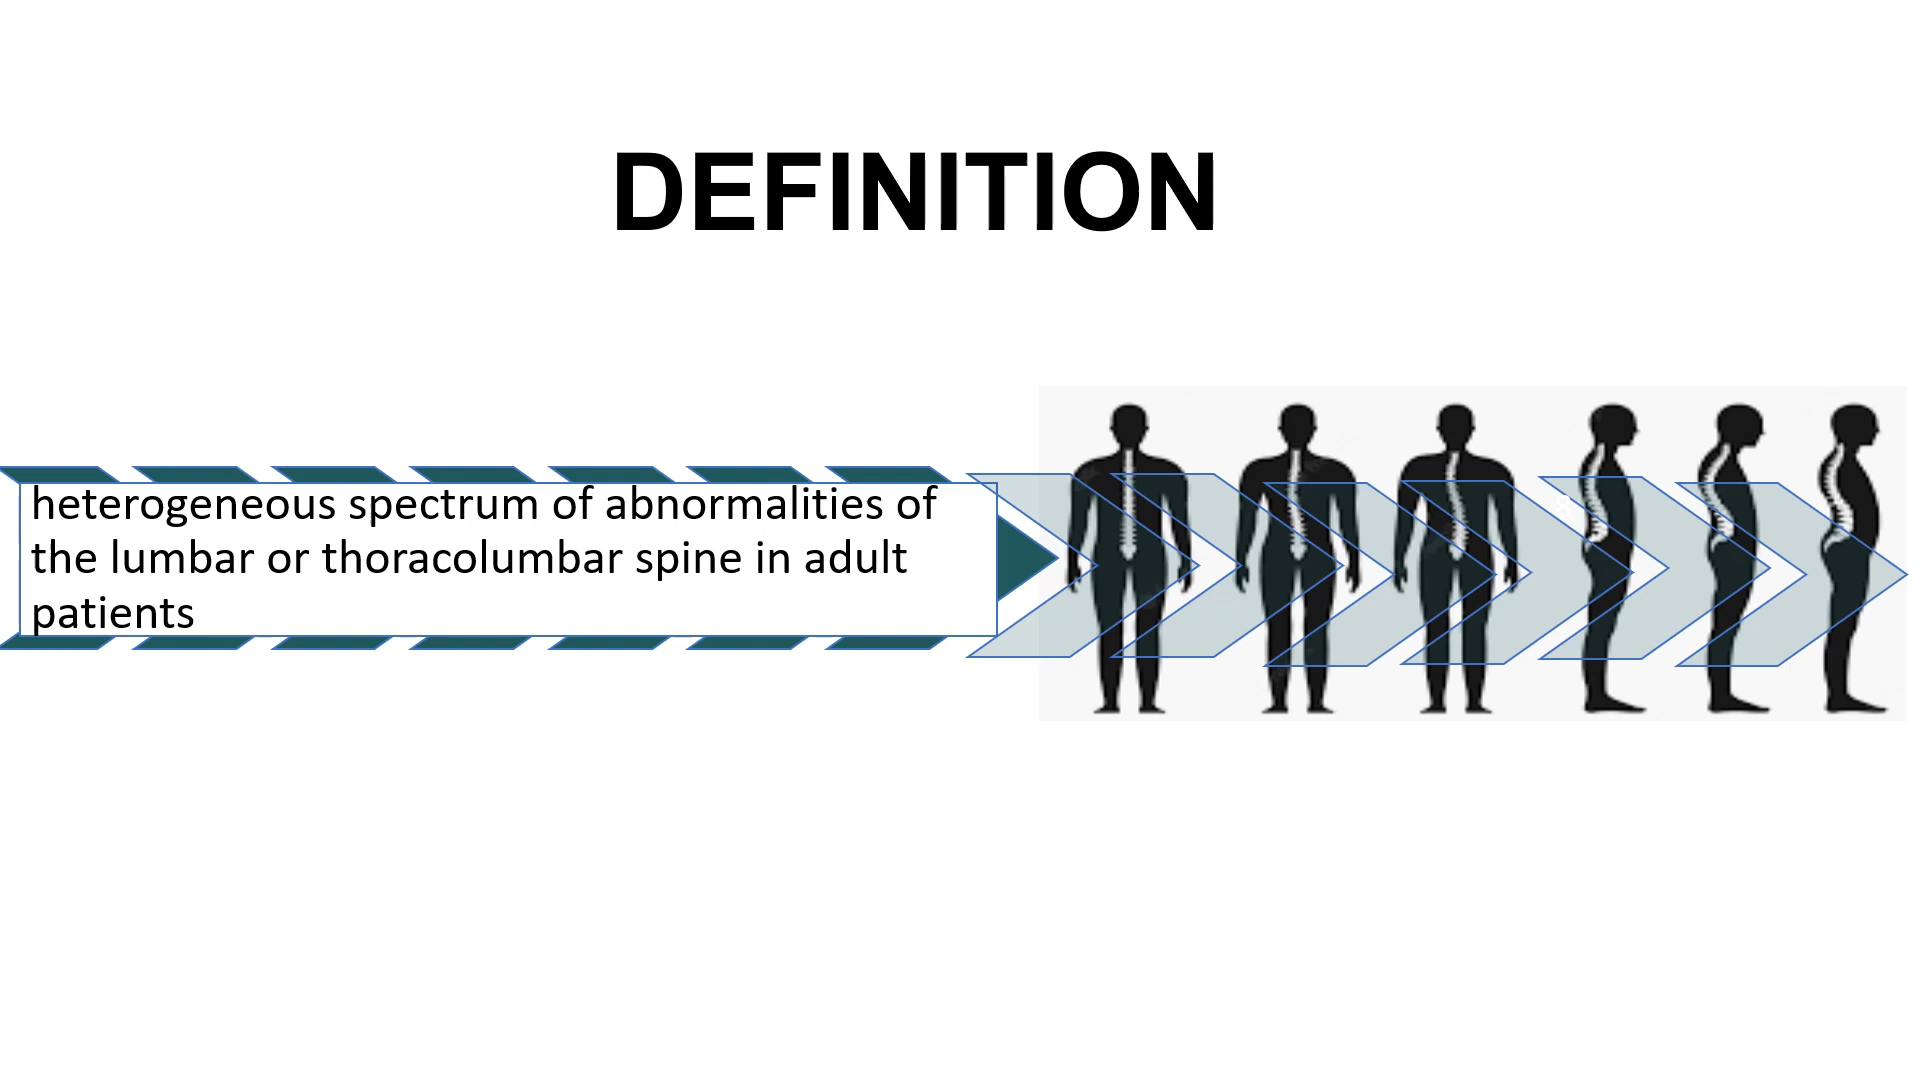 DEFINITION
heterogeneous spectrum of abnormalities of
the lumbar or thoracolumbar spine in adult
patients